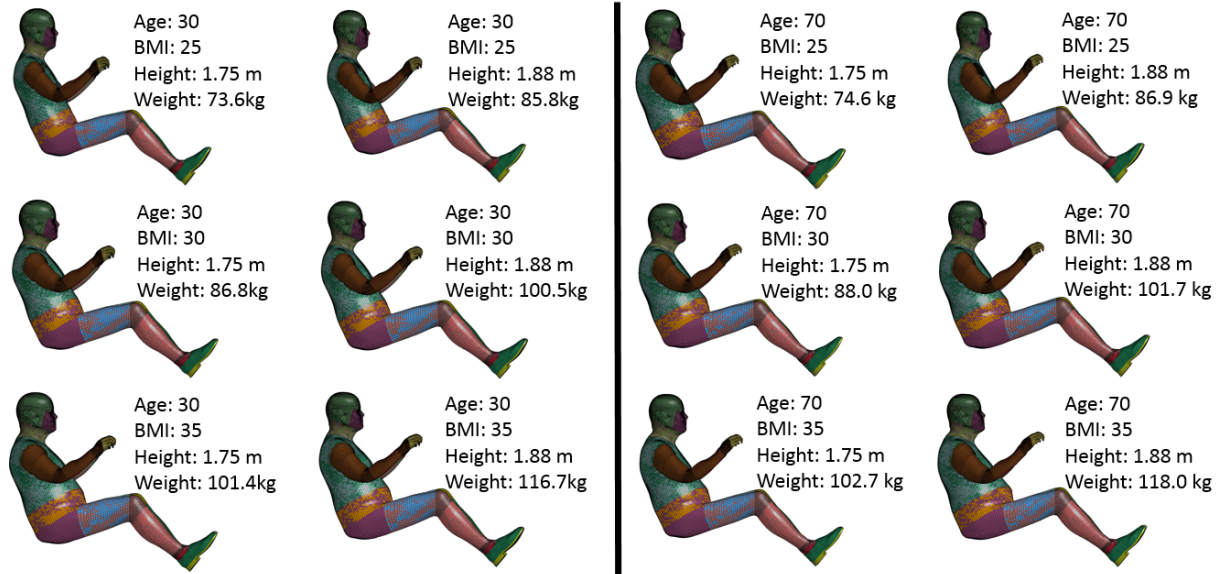 Age: 30
BMI: 25
Height: 1.75 m
Weight: 73.6kg
Age: 30
BMI: 25
Height: 1.88 m
Weight: 85.8kg
Age: 70
BMI: 25
Height: 1.75 m
Weight: 74.6 kg
Age: 70
BMI: 25
Height: 1.88 m
Weight: 86.9 kg
Age: 30
BMI: 30
Height: 1.75 m
Weight: 86.8kg
Age: 30
BMI: 30
Height: 1.88 m
Weight: 100.5kg
Age: 70
BMI: 30
Height: 1.75 m
Weight: 88.0 kg
Age: 70
BMI: 30
Height: 1.88 m
Weight: 101.7 kg
Age: 30
BMI: 35
Height: 1.75 m
Weight: 101.4kg
Age: 30
BMI: 35
Height: 1.88 m
Weight: 116.7kg
Age: 70
BMI: 35
Height: 1.75 m
Weight: 102.7 kg
Age: 70
BMI: 35
Height: 1.88 m
Weight: 118.0 kg